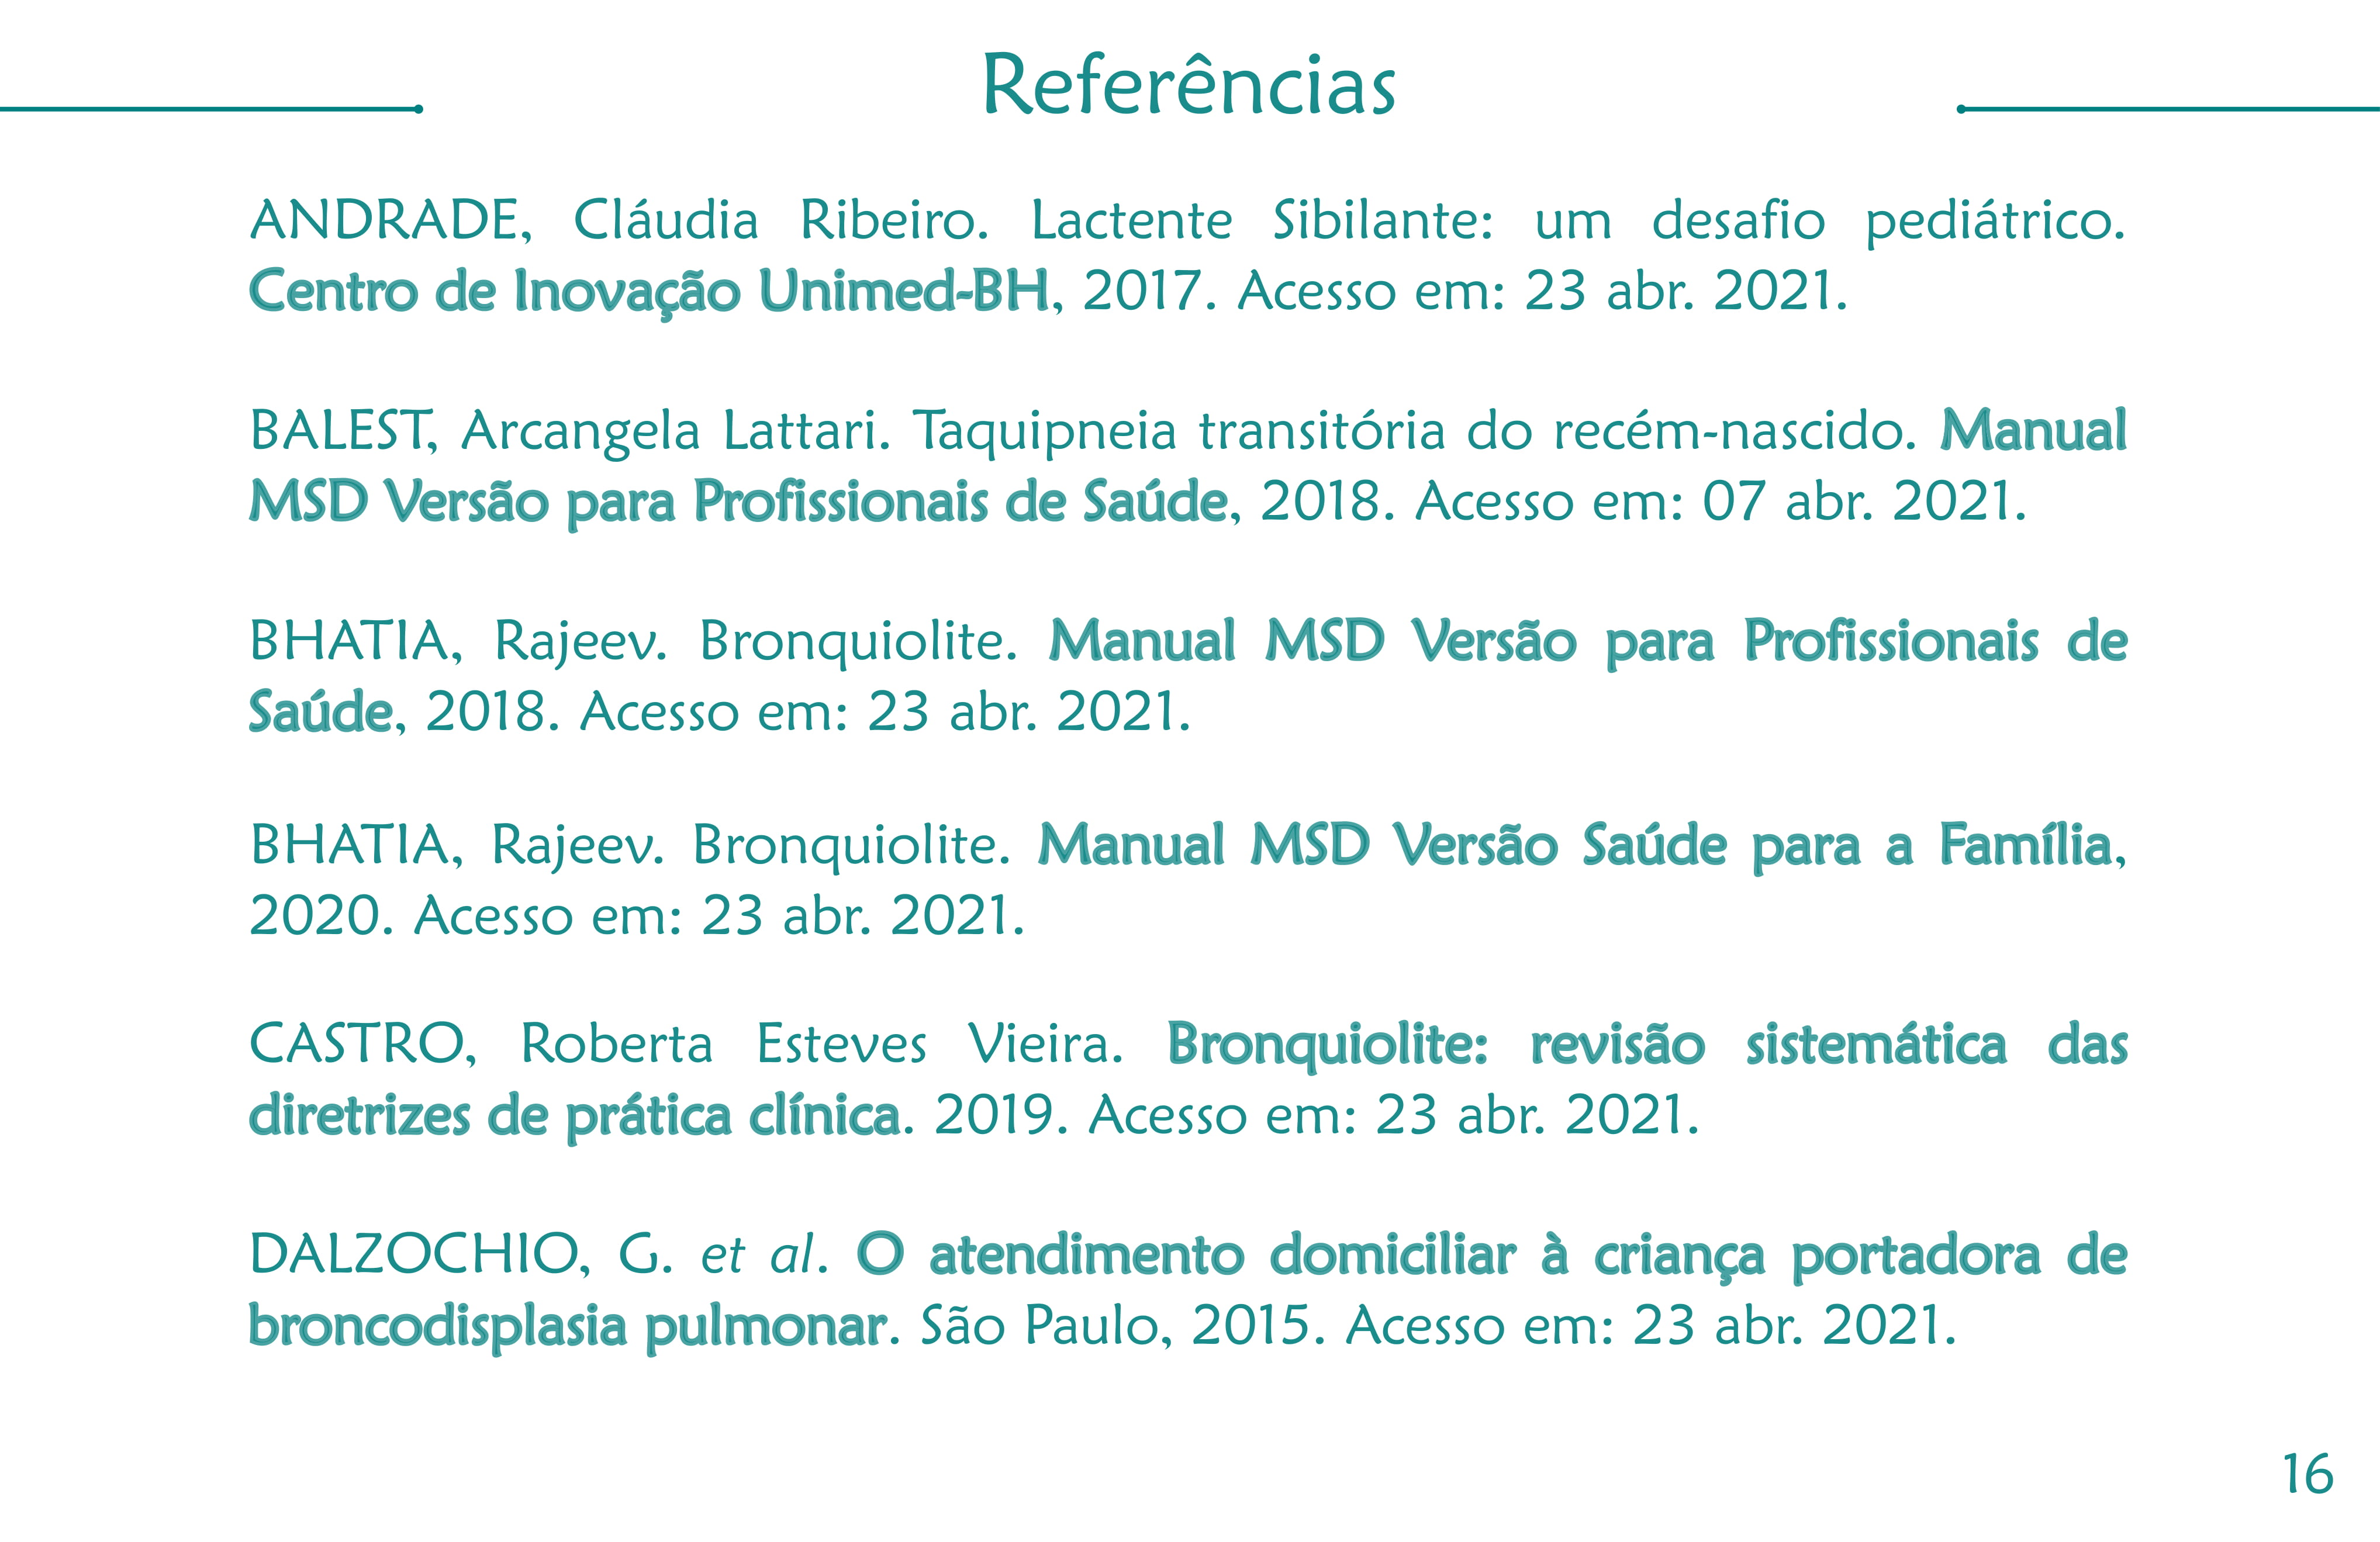 Referências
ANDRADE, Cláudia Ribeiro. Lactente Sibilante: um desafio pediátrico.
Centro de Inovação Unimed-BH, 2017. Acesso em: 23 abr. 2021.
BALEST, Arcangela Lattari. Taquipneia transitória do recém-nascido. Manual
MSD Versão para Profissionais de Saúde, 2018. Acesso em: 07 abr. 2021.
BHATIA, Rajeev. Bronquiolite. Manual MSD Versão para Profissionais de
Saúde, 2018. Acesso em: 23 abr. 2021.
BHATIA, Rajeev. Bronquiolite. Manual MSD Versão Saúde para a Família,
2020. Acesso em: 23 abr. 2021.
CASTRO, Roberta Esteves Vieira. Bronquiolite: revisão sistemática das
diretrizes de prática clínica. 2019. Acesso em: 23 abr. 2021.
DALZOCHIO, G. et al. O atendimento domiciliar à criança portadora de
broncodisplasia pulmonar. São Paulo, 2015. Acesso em: 23 abr. 2021.
16